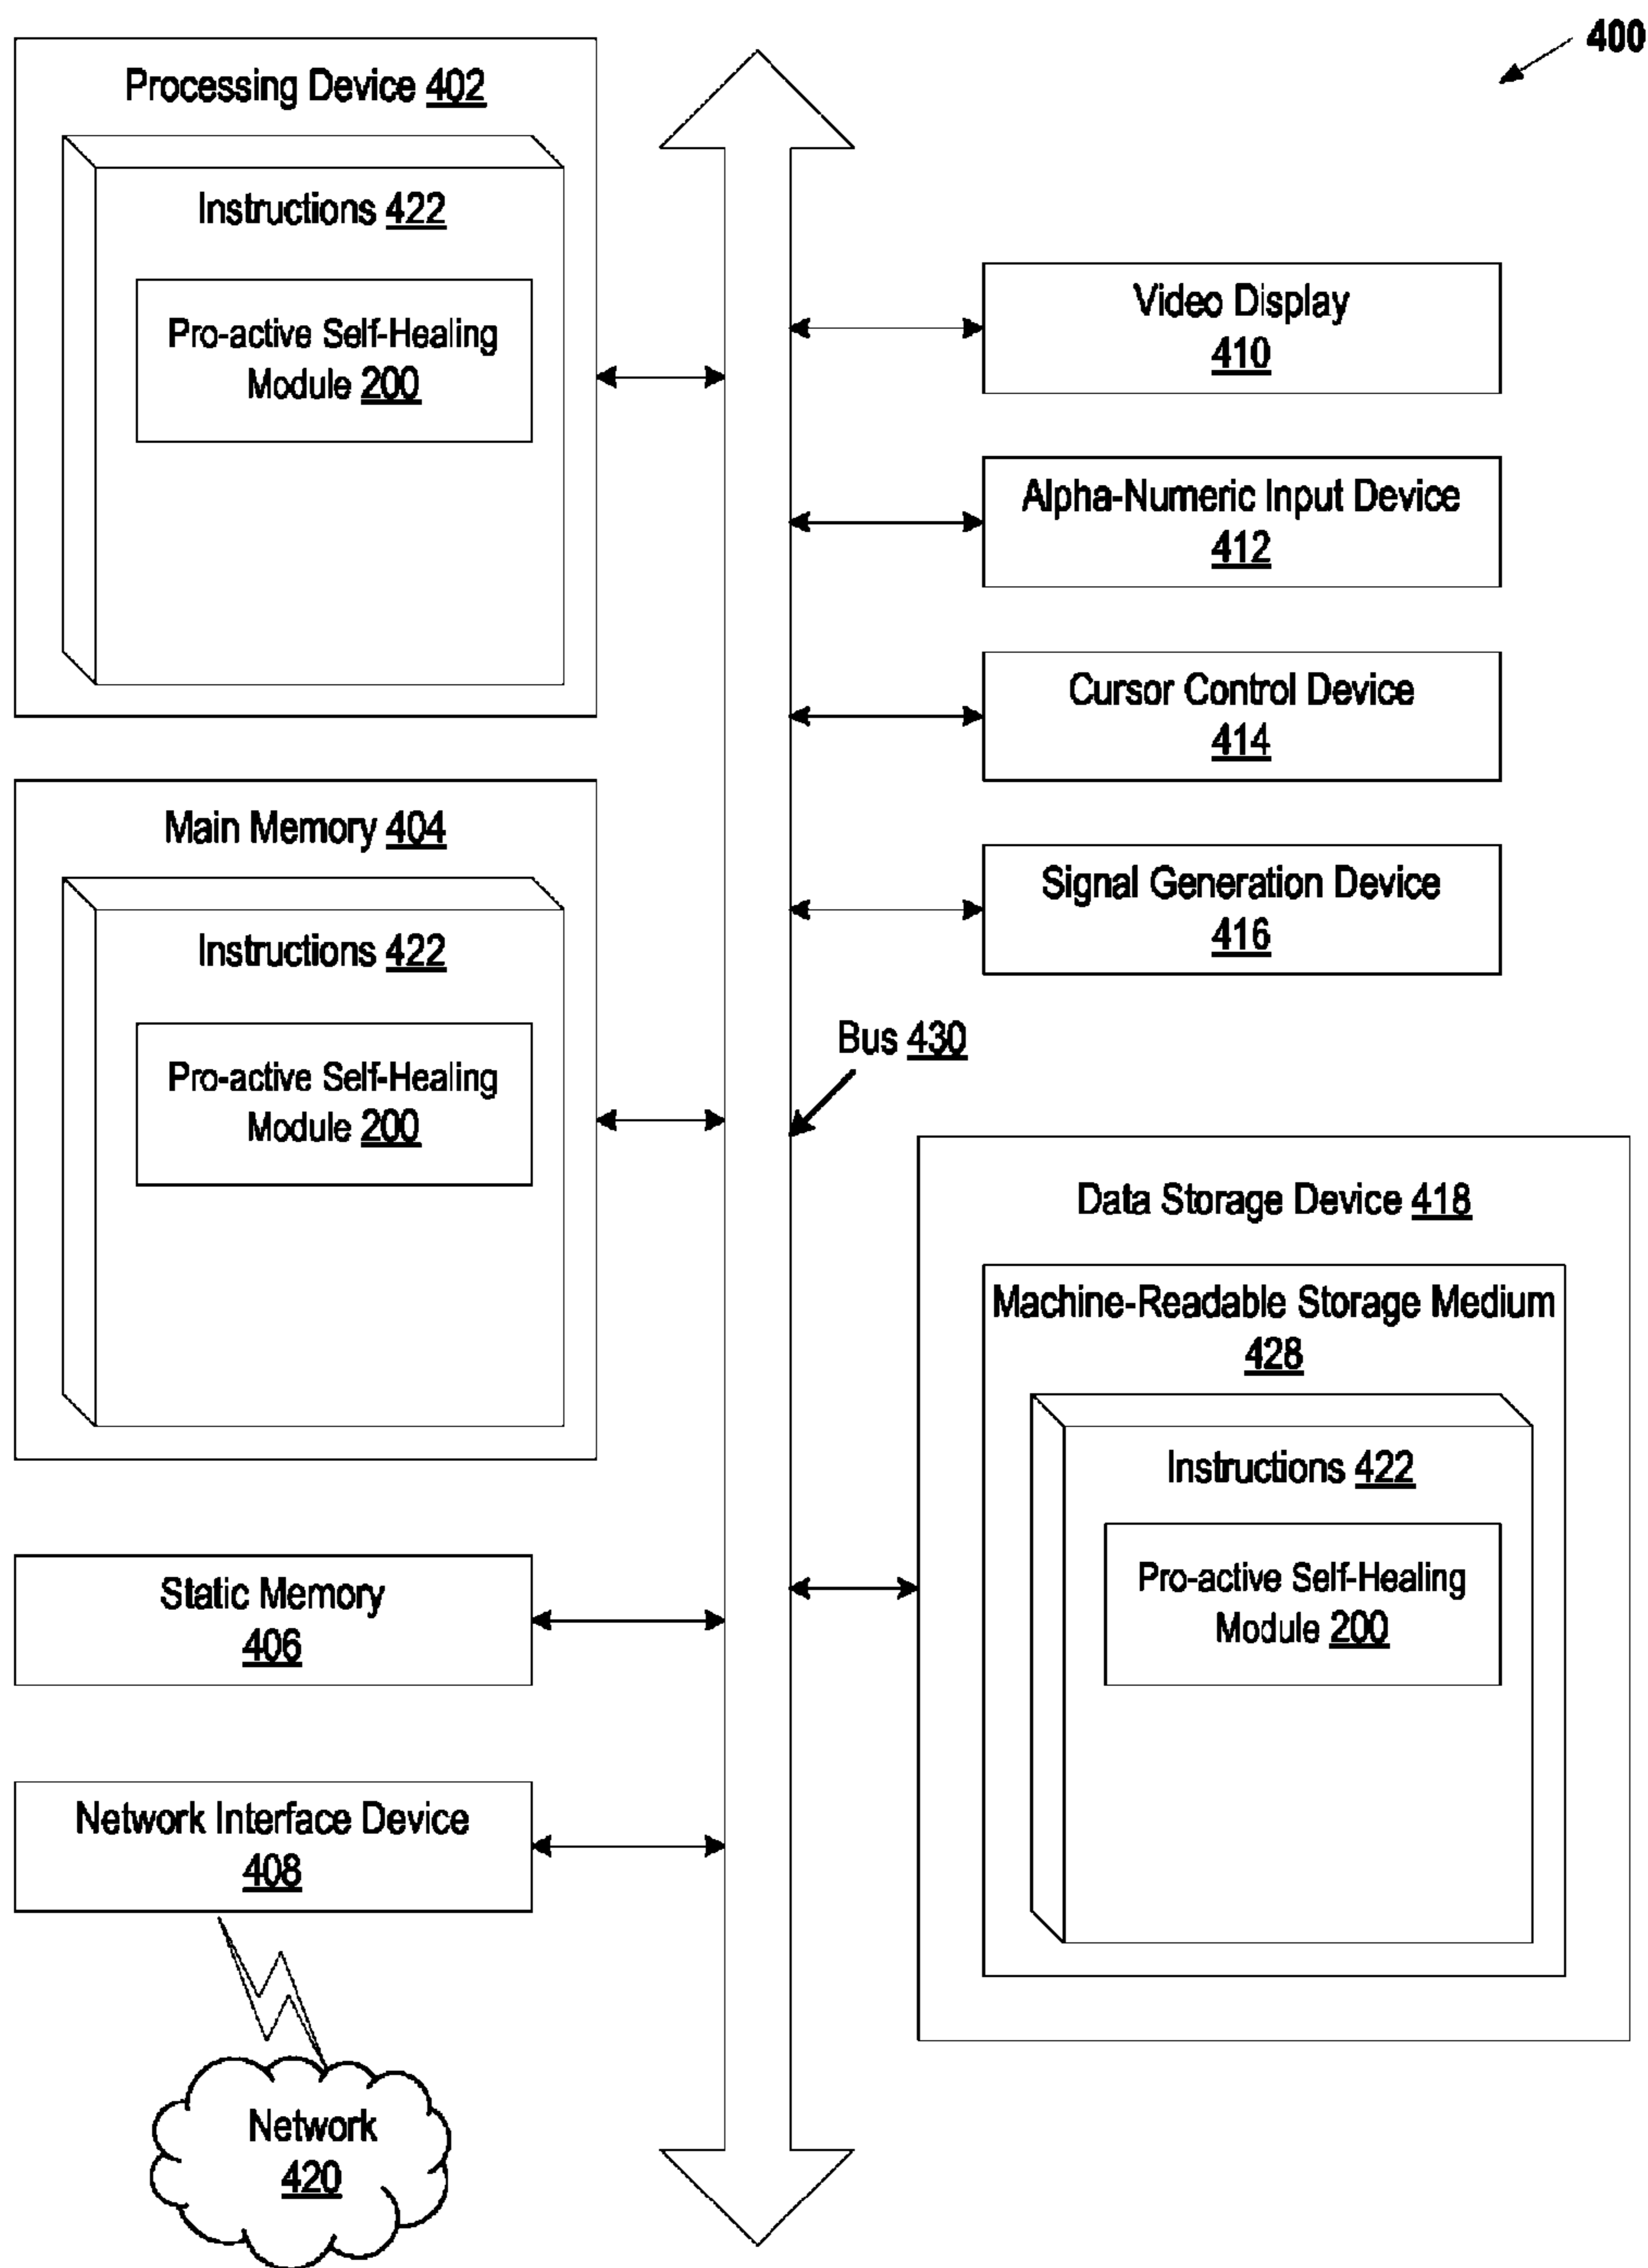 400
Processing Device 402
Instructions 422
Pro-active Self-Healing
Module 200
Main Memory 404
Instructions 422
Pro-active Self-Healing
Module 200
Static Memory
406
Network Interface Device
408
Network
420
Video Display
410
Alpha-Numeric Input Device
412
Cursor Control Device
414
Signal Generation Device
416
Bus 430
Data Storage Device 418
Machine-Readable Storage Medium
428
Instructions 422
Pro-active Self-Healing
Module 200